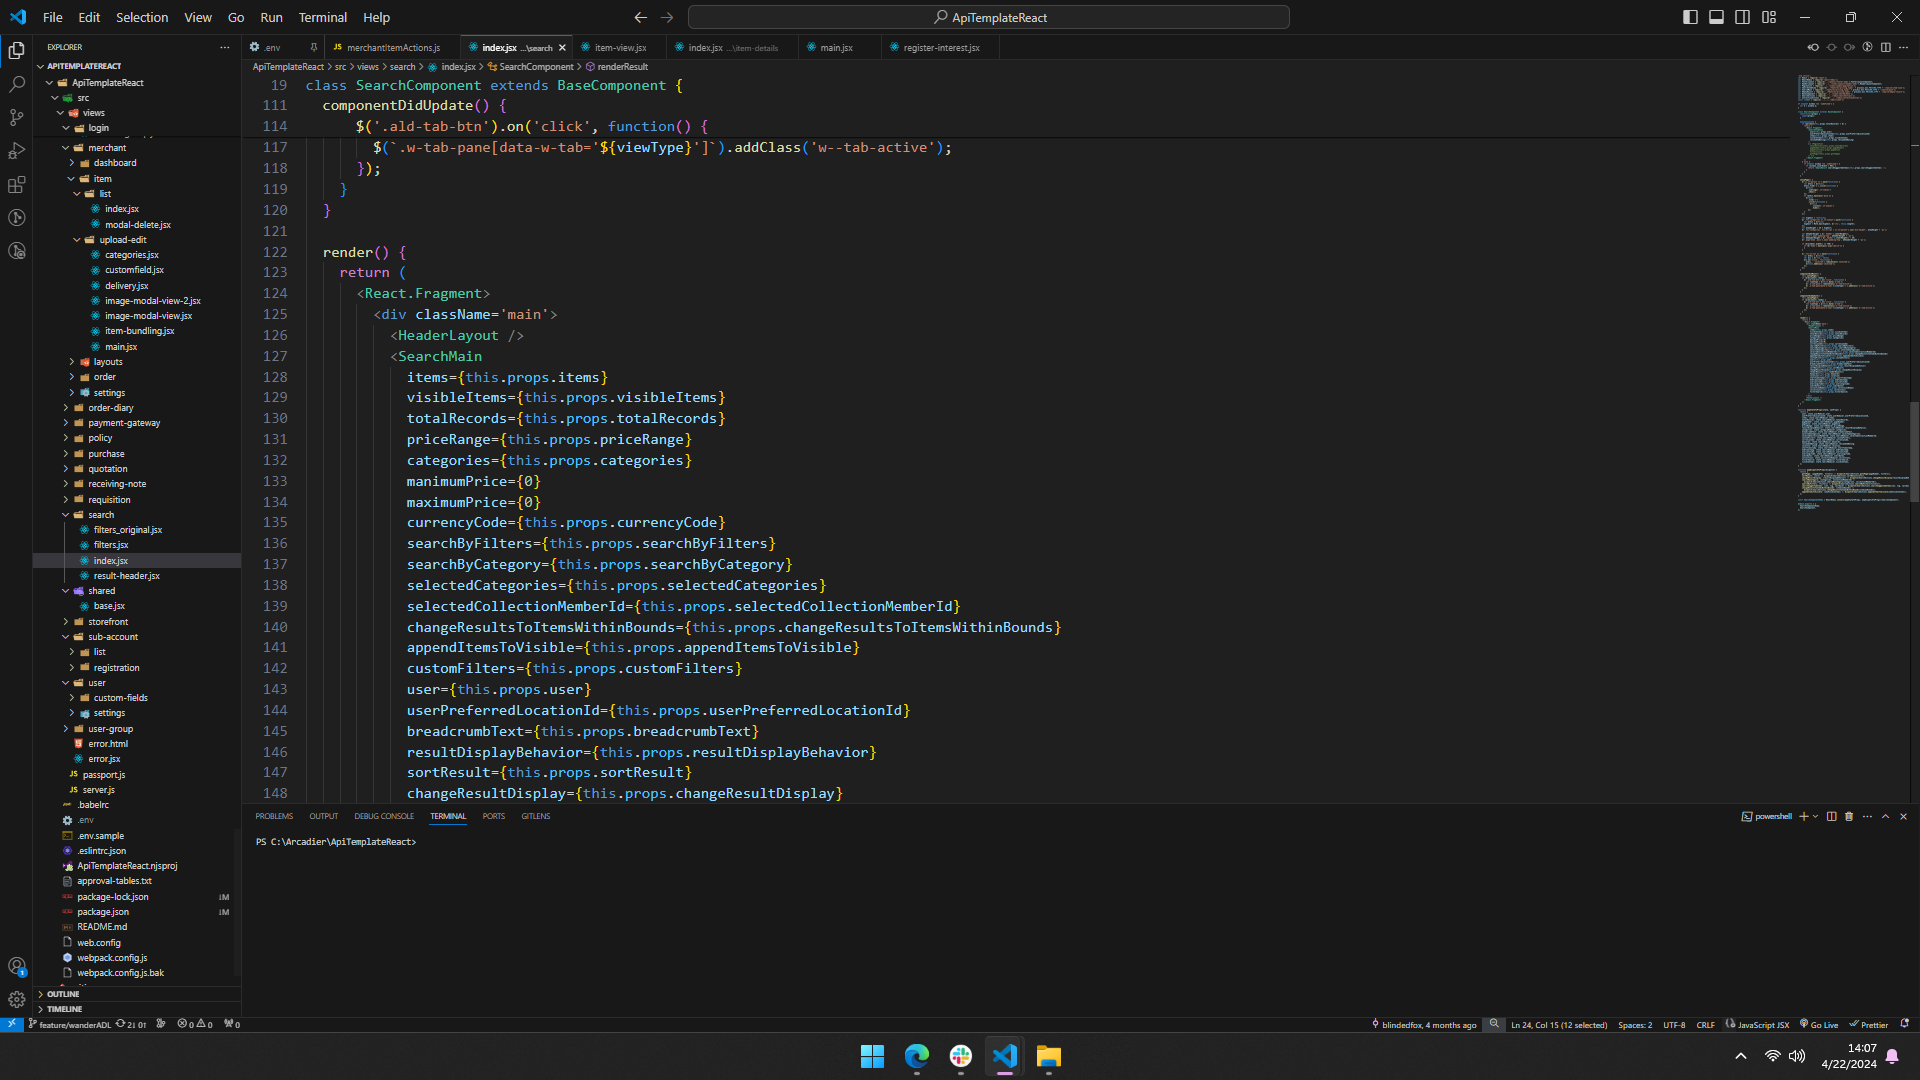 File Edit Selection View Go Run Terminal Help
ApiTemplateReact
EXPLORER
APITEMPLATEREACT
ApiTemplateReact
src
views
login
merchant
dashboard
item
list
index.jsx
modal-delete.jsx
upload-edit
categories.jsx
customfield.jsx
delivery.jsx
image-modal-view-2.jsx
image-modal-view.jsx
item-bundling.jsx
main.jsx
layouts
order
settings
order-diary
payment-gateway
policy
purchase
quotation
receiving-note
requisition
search
filters_original.jsx
filters.jsx
index.jsx
result-header.jsx
shared
base.jsx
storefront
sub-account
list
registration
user
custom-fields
settings
user-group
error.html
error.jsx
JS passport.js
JS server.js
.babelrc
.env
.env.sample
.eslintrc.json
ApiTemplateReact.njsproj
approval-tables.txt
package-lock.json ↓M
package.json ↓M
README.md
web.config
webpack.config.js
webpack.config.js.bak
OUTLINE
TIMELINE
.env
JS merchantItemActions.js
index.jsx ...\search
item-view.jsx
index.jsx ...\item-details
main.jsx
register-interest.jsx
ApiTemplateReact > src > views > search > index.jsx > SearchComponent > renderResult
19 class SearchComponent extends BaseComponent {
111 componentDidUpdate() {
114 $('.ald-tab-btn').on('click', function() {
117 $(`.w-tab-pane[data-w-tab='${viewType}']`).addClass('w--tab-active');
118 });
119 }
120 }
121
122 render() {
123 return (
124 <React.Fragment>
125 <div className='main'>
126 <HeaderLayout />
127 <SearchMain
128 items={this.props.items}
129 visibleItems={this.props.visibleItems}
130 totalRecords={this.props.totalRecords}
131 priceRange={this.props.priceRange}
132 categories={this.props.categories}
133 manimumPrice={0}
134 maximumPrice={0}
135 currencyCode={this.props.currencyCode}
136 searchByFilters={this.props.searchByFilters}
137 searchByCategory={this.props.searchByCategory}
138 selectedCategories={this.props.selectedCategories}
139 selectedCollectionMemberId={this.props.selectedCollectionMemberId}
140 changeResultsToItemsWithinBounds={this.props.changeResultsToItemsWithinBounds}
141 appendItemsToVisible={this.props.appendItemsToVisible}
142 customFilters={this.props.customFilters}
143 user={this.props.user}
144 userPreferredLocationId={this.props.userPreferredLocationId}
145 breadcrumbText={this.props.breadcrumbText}
146 resultDisplayBehavior={this.props.resultDisplayBehavior}
147 sortResult={this.props.sortResult}
148 changeResultDisplay={this.props.changeResultDisplay}
PROBLEMS OUTPUT DEBUG CONSOLE TERMINAL PORTS GITLENS
powershell
PS C:\Arcadier\ApiTemplateReact>
feature/wanderADL 2↓ 0↑ 0 0 0
blindedfox, 4 months ago Ln 24, Col 15 (12 selected) Spaces: 2 UTF-8 CRLF JavaScript JSX Go Live Prettier
14:07
4/22/2024